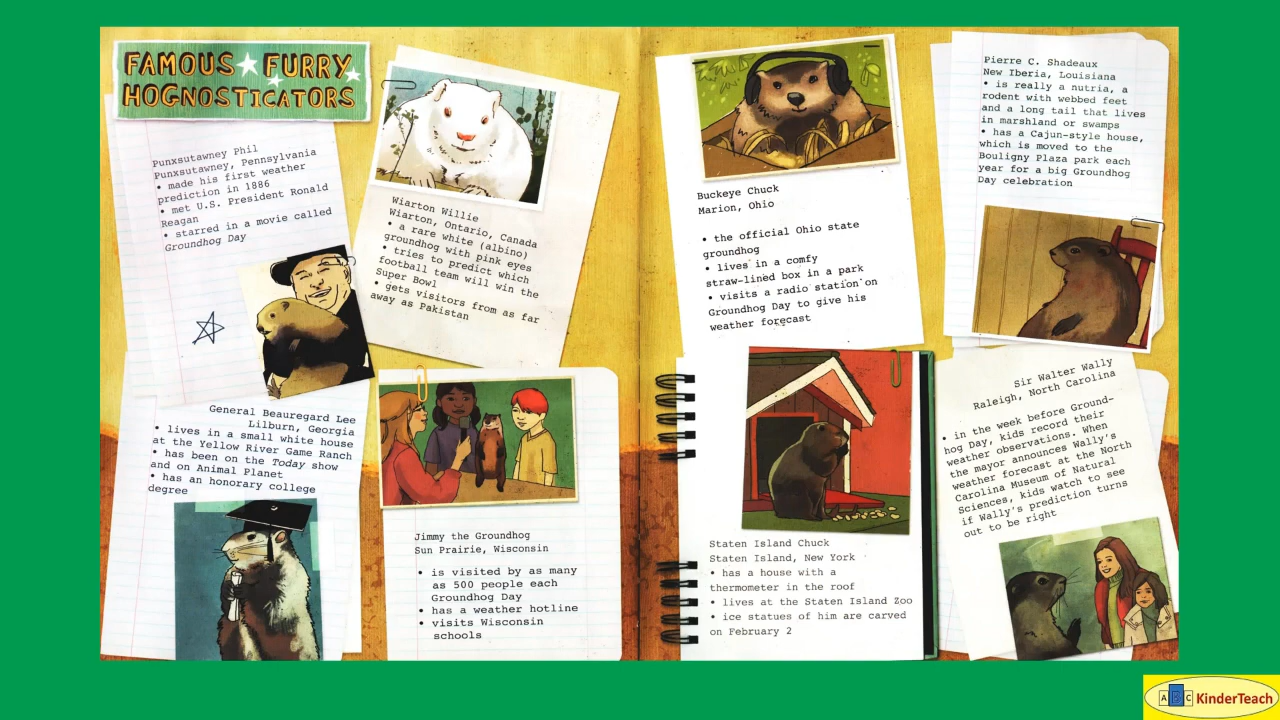 FAMOUS FURRY
HOGNOSTICATORS
Punxsutawney Phil
Punxsutawney, Pennsylvania
• made his first weather
prediction in 1886
• met U.S. President Ronald
Reagan
• starred in a movie called
Groundhog Day
Wiarton Willie
Wiarton, Ontario, Canada
• a rare white (albino)
groundhog with pink eyes
• tries to predict which
football team will win the
Super Bowl
• gets visitors from as far
away as Pakistan
General Beauregard Lee
Lilburn, Georgia
• lives in a small white house
at the Yellow River Game Ranch
• has been on the Today show
and on Animal Planet
• has an honorary college
degree
Jimmy the Groundhog
Sun Prairie, Wisconsin
• is visited by as many
as 500 people each
Groundhog Day
• has a weather hotline
• visits Wisconsin
schools
Buckeye Chuck
Marion, Ohio
• the official Ohio state
groundhog
• lives in a comfy
straw-lined box in a park
• visits a radio station on
Groundhog Day to give his
weather forecast
Pierre C. Shadeaux
New Iberia, Louisiana
• is really a nutria, a
rodent with webbed feet
and a long tail that lives
in marshland or swamps
• has a Cajun-style house,
which is moved to the
Bouligny Plaza park each
year for a big Groundhog
Day celebration
Staten Island Chuck
Staten Island, New York
• has a house with a
thermometer in the roof
• lives at the Staten Island Zoo
• ice statues of him are carved
on February 2
Sir Walter Wally
Raleigh, North Carolina
• in the week before Ground-
hog Day, kids record their
weather observations. When
the mayor announces Wally's
weather forecast at the North
Carolina Museum of Natural
Sciences, kids watch to see
if Wally's prediction turns
out to be right
ABC KinderTeach